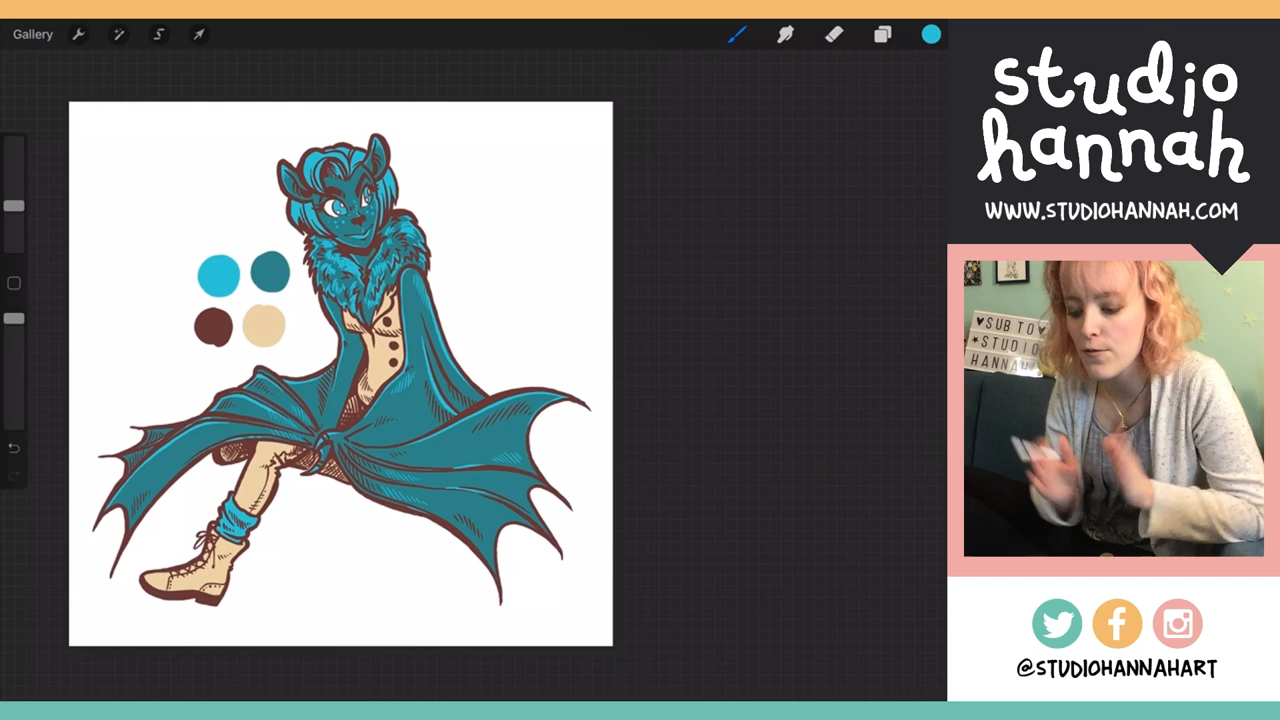 Gallery
studio
hannah
WWW.STUDIOHANNAH.COM
♥SUB TO♥
★STUDIO
HANNAH
@STUDIOHANNAHART